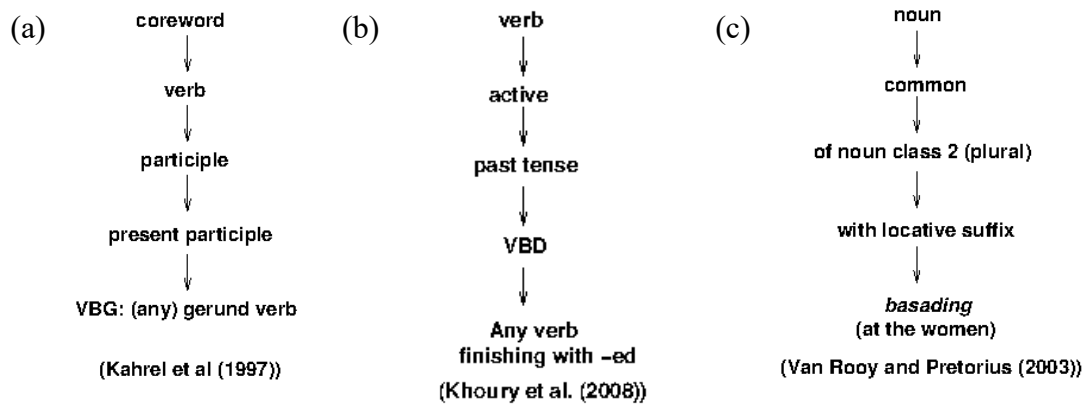 (a)
coreword
verb
participle
present participle
VBG: (any) gerund verb
(Kahrel et al (1997))
(b)
verb
active
past tense
VBD
Any verb
finishing with –ed
(Khoury et al. (2008))
(c)
noun
common
of noun class 2 (plural)
with locative suffix
basading
(at the women)
(Van Rooy and Pretorius (2003))